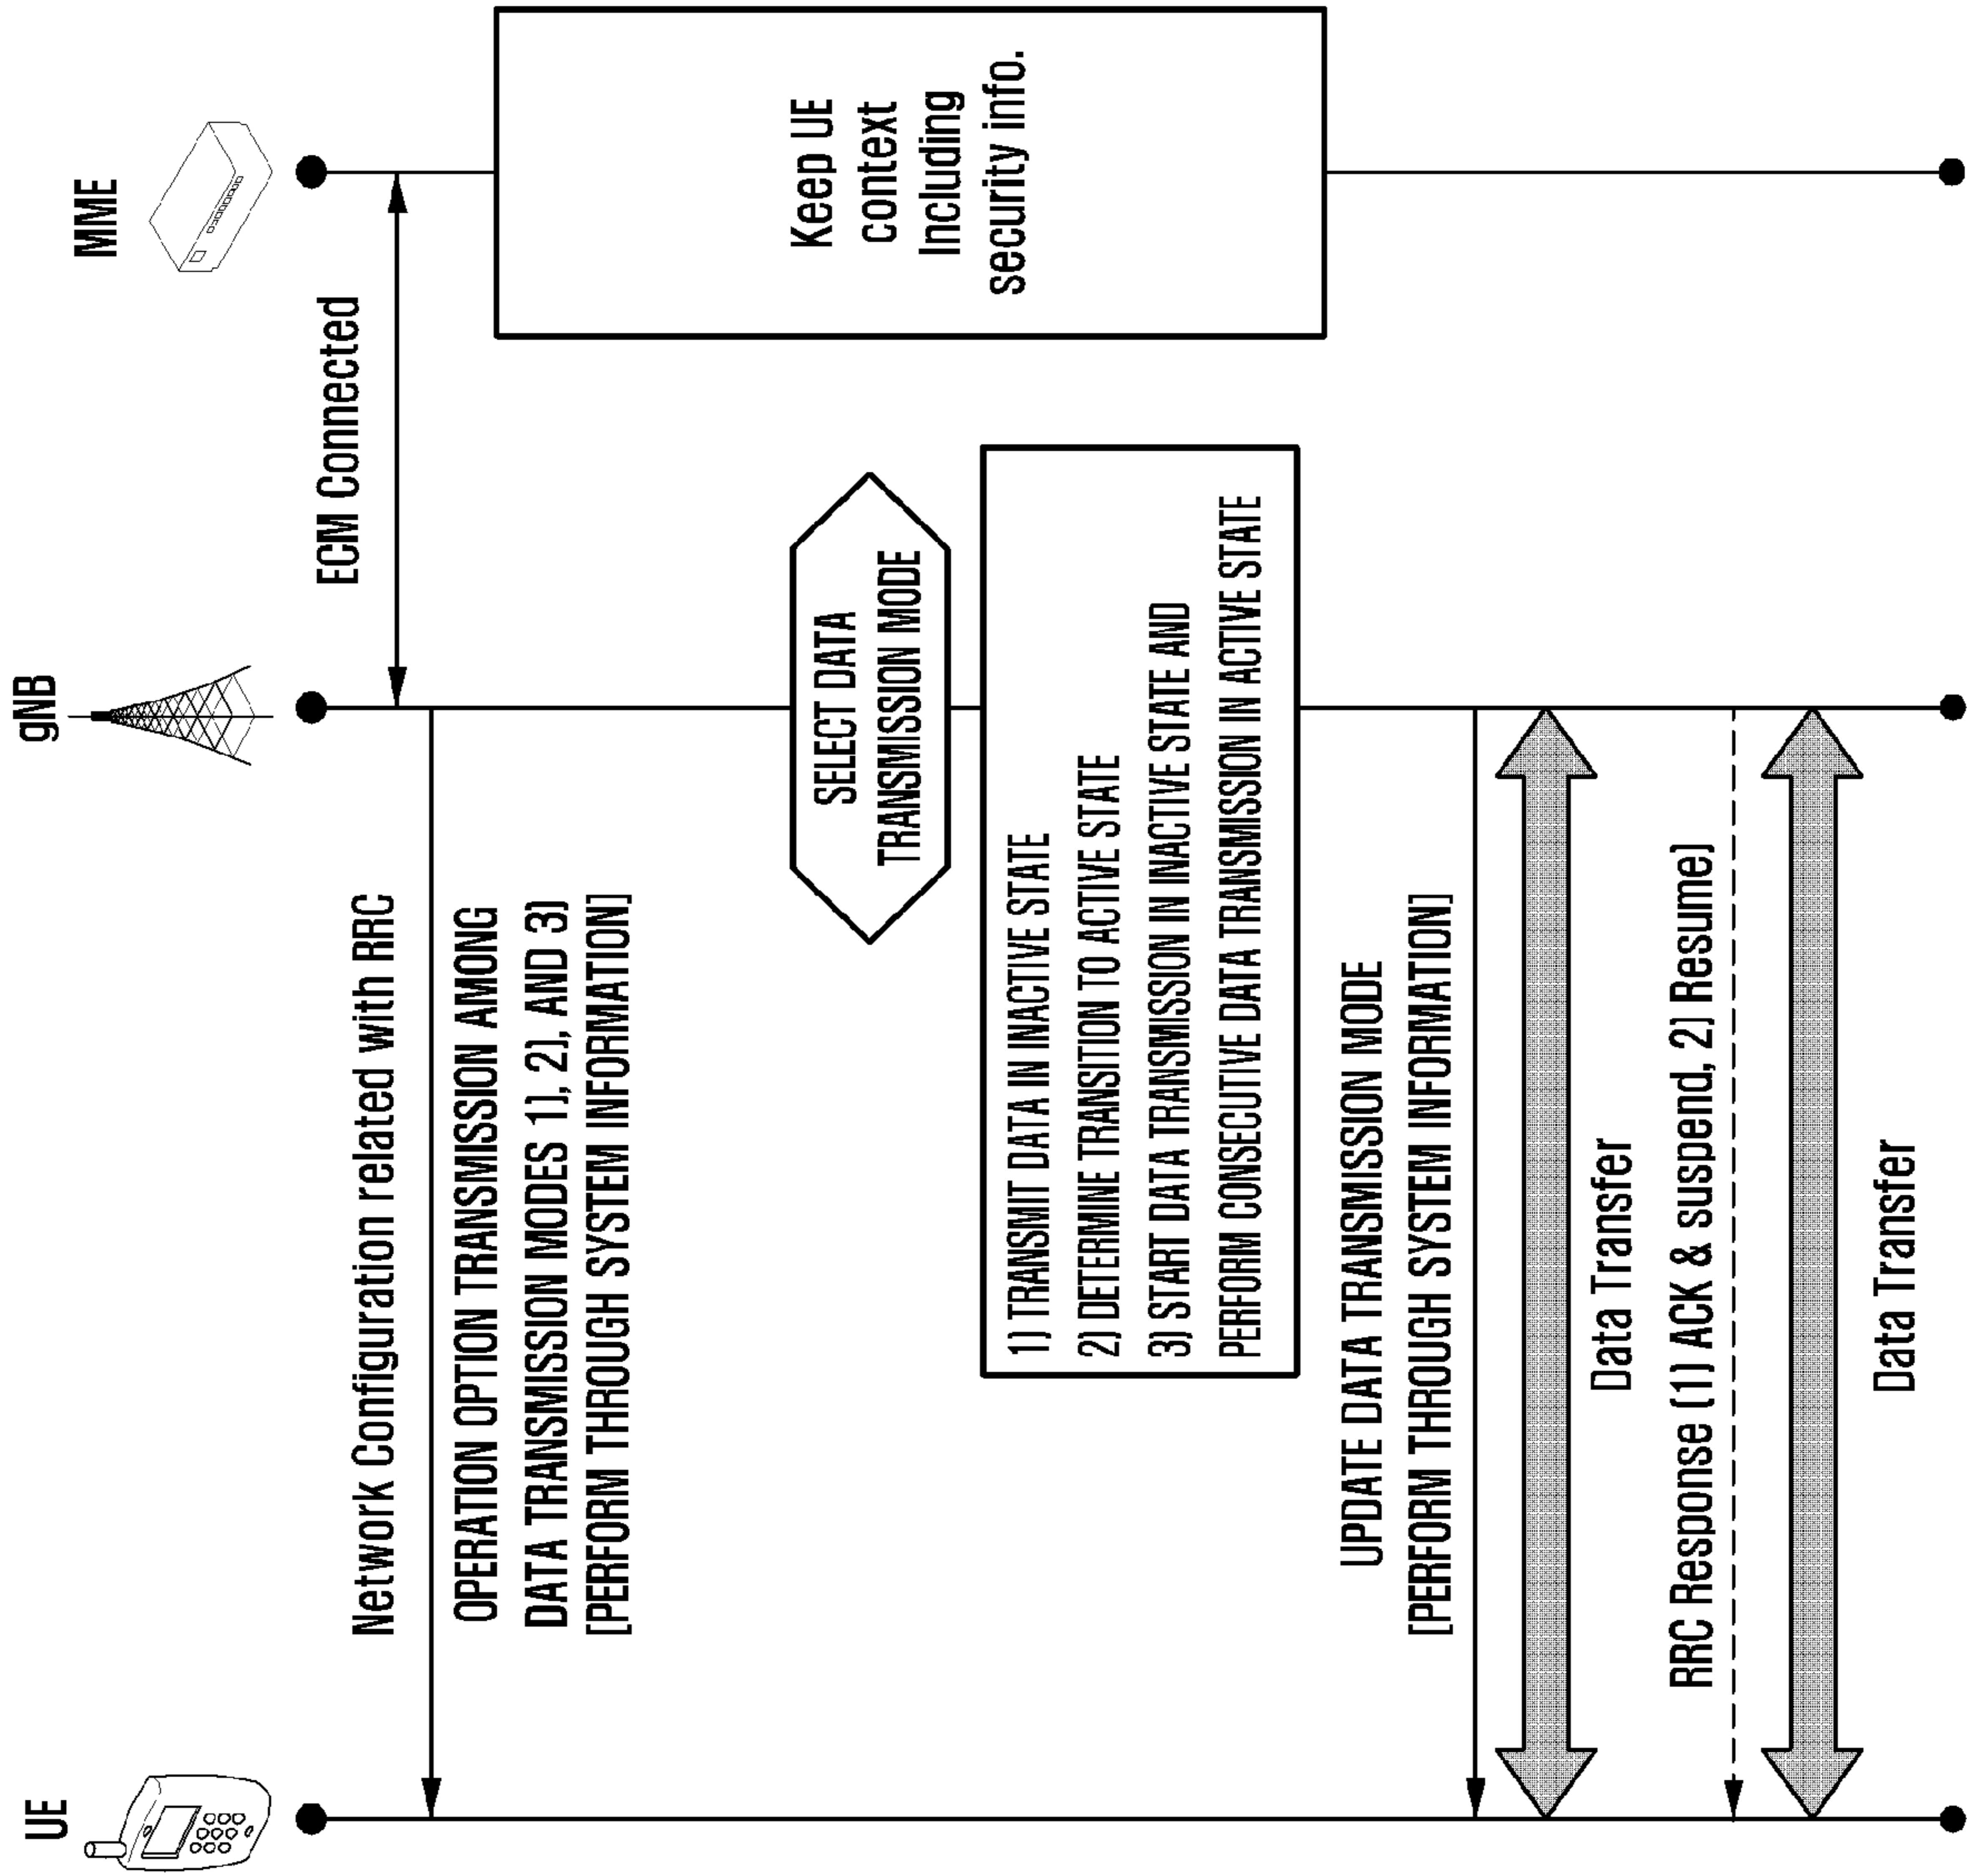 UE
gNB
MME
ECM Connected
Network Configuration related with RRC
OPERATION OPTION TRANSMISSION AMONG
DATA TRANSMISSION MODES 1), 2), AND 3)
[PERFORM THROUGH SYSTEM INFORMATION]
Keep UE
context
Including
security info.
SELECT DATA
TRANSMISSION MODE
1) TRANSMIT DATA IN INACTIVE STATE
2) DETERMINE TRANSITION TO ACTIVE STATE
3) START DATA TRANSMISSION IN INACTIVE STATE AND
PERFORM CONSECUTIVE DATA TRANSMISSION IN ACTIVE STATE
UPDATE DATA TRANSMISSION MODE
[PERFORM THROUGH SYSTEM INFORMATION]
Data Transfer
RRC Response (1) ACK & suspend, 2) Resume)
Data Transfer